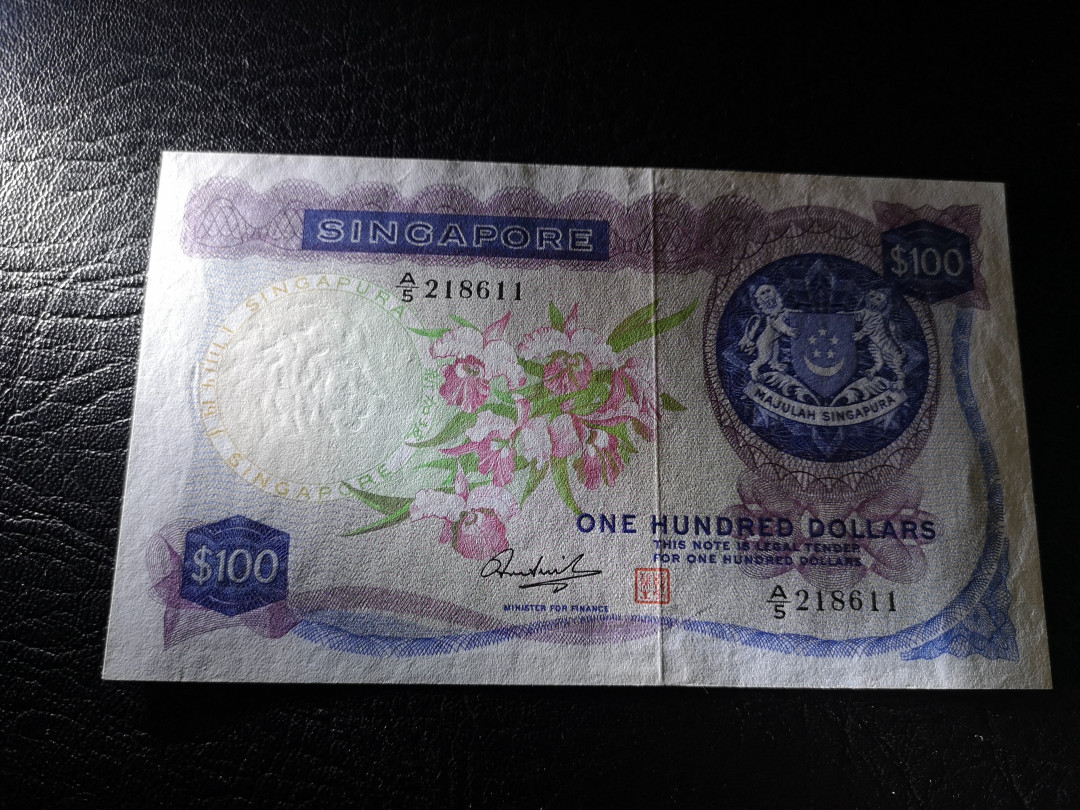 SINGAPORE
$100
A/5 218611
SINGAPURA
SINGAPORE
MAJULAH SINGAPURA
ONE HUNDRED DOLLARS
THIS NOTE IS LEGAL TENDER
FOR ONE HUNDRED DOLLARS
$100
MINISTER FOR FINANCE
A/5 218611